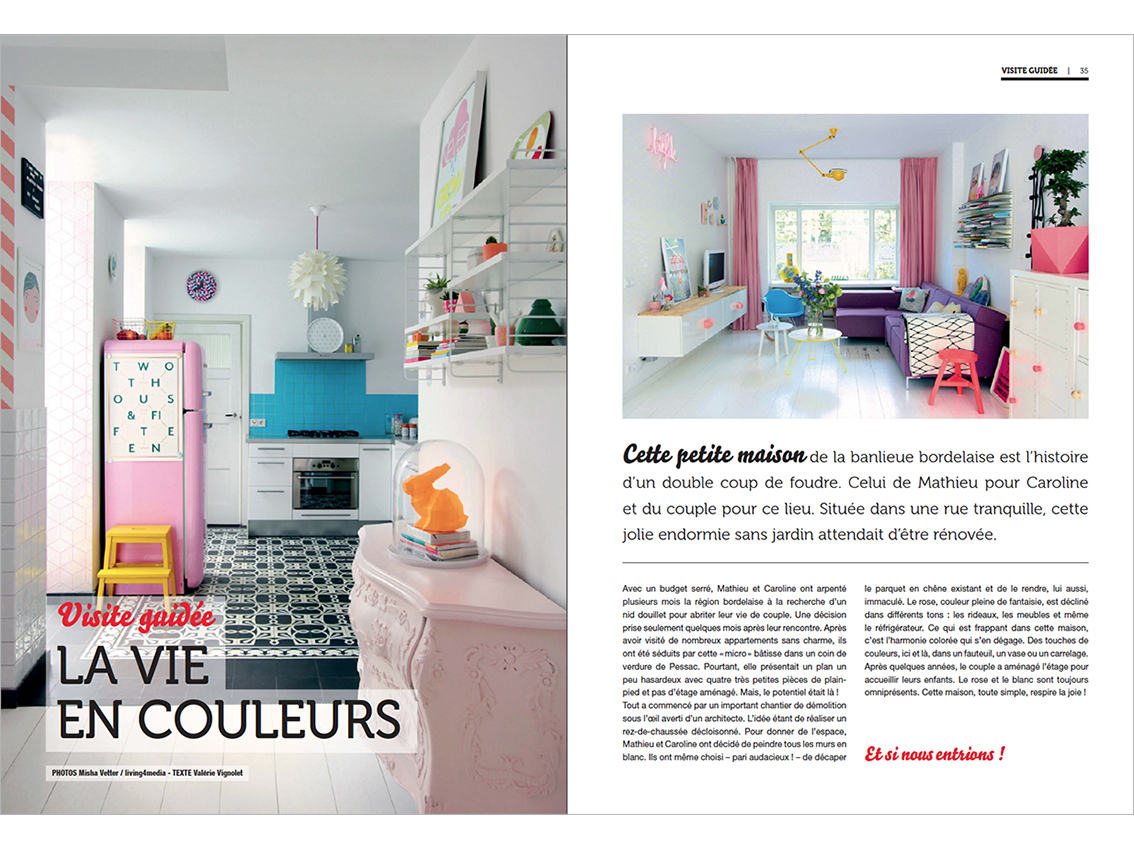 TWO
TH
OUS
& FI
FTE
EN
Visite guidée
LA VIE
EN COULEURS
PHOTOS Misha Vetter / living4media - TEXTE Valérie Vignolet
VISITE GUIDÉE | 35
liefde
Cette petite maison de la banlieue bordelaise est l’histoire
d’un double coup de foudre. Celui de Mathieu pour Caroline
et du couple pour ce lieu. Située dans une rue tranquille, cette
jolie endormie sans jardin attendait d’être rénovée.
Avec un budget serré, Mathieu et Caroline ont arpenté
plusieurs mois la région bordelaise à la recherche d’un
nid douillet pour abriter leur vie de couple. Une décision
prise seulement quelques mois après leur rencontre. Après
avoir visité de nombreux appartements sans charme, ils
ont été séduits par cette « micro » bâtisse dans un coin de
verdure de Pessac. Pourtant, elle présentait un plan un
peu hasardeux avec quatre très petites pièces de plain-
pied et pas d’étage aménagé. Mais, le potentiel était là !
Tout a commencé par un important chantier de démolition
sous l’œil averti d’un architecte. L’idée étant de réaliser un
rez-de-chaussée décloisonné. Pour donner de l’espace,
Mathieu et Caroline ont décidé de peindre tous les murs en
blanc. Ils ont même choisi – pari audacieux ! – de décaper
le parquet en chêne existant et de le rendre, lui aussi,
immaculé. Le rose, couleur pleine de fantaisie, est décliné
dans différents tons : les rideaux, les meubles et même
le réfrigérateur. Ce qui est frappant dans cette maison,
c’est l’harmonie colorée qui s’en dégage. Des touches de
couleurs, ici et là, dans un fauteuil, un vase ou un carrelage.
Après quelques années, le couple a aménagé l’étage pour
accueillir leurs enfants. Le rose et le blanc sont toujours
omniprésents. Cette maison, toute simple, respire la joie !
Et si nous entrions !